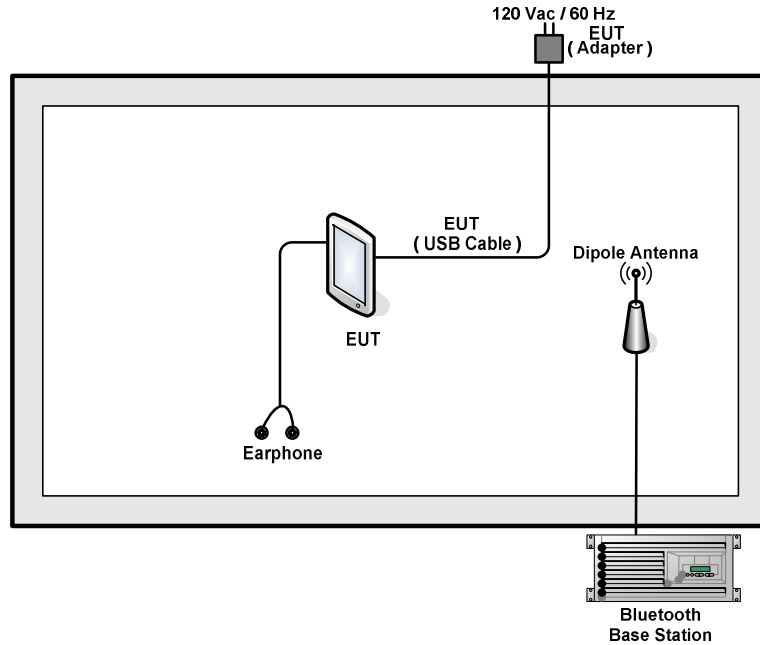 120 Vac / 60 Hz
EUT
( Adapter )
EUT
( USB Cable )
Dipole Antenna
EUT
Earphone
Bluetooth
Base Station